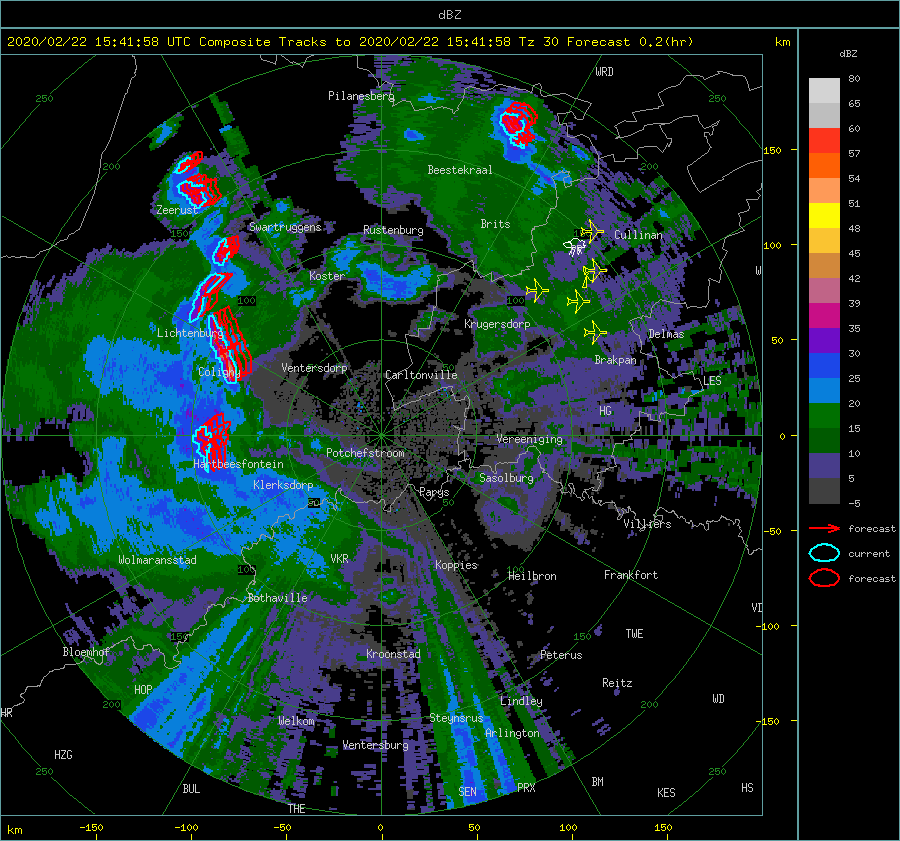 dBZ
2020/02/22 15:41:58 UTC Composite Tracks to 2020/02/22 15:41:58 Tz 30 Forecast 0.2(hr)
km
dBZ
WRD
80
250
Pilanesberg
250
65
60
150
57
200
Beestekraal
200
54
Zeerust
51
Swartruggens
Brits
150
Rustenburg
Cullinan
48
100
45
Koster
W
42
100
100
39
Krugersdorp
Lichtenburg
Delmas
36
50
30
Brakpan
Coligny
Ventersdorp
Carltonville
LES
25
20
HG
0
15
Vereeniging
Potchefstroom
10
Hartbeesfontein
Sasolburg
5
Klerksdorp
Parys
50
50
-5
Villiers
forecast
-50
current
Wolmaransstad
VKR
Koppies
100
100
Heilbron
Frankfort
forecast
Bothaville
VI
-100
150
150
TWE
Bloemhof
Kroonstad
Peterus
Reitz
HOP
WD
200
Lindley
200
HR
Welkom
Steynsrus
-150
Arlington
Ventersburg
HZG
250
250
BUL
SEN
PRX
BM
KES
HS
THE
km
-150
-100
-50
0
50
100
150